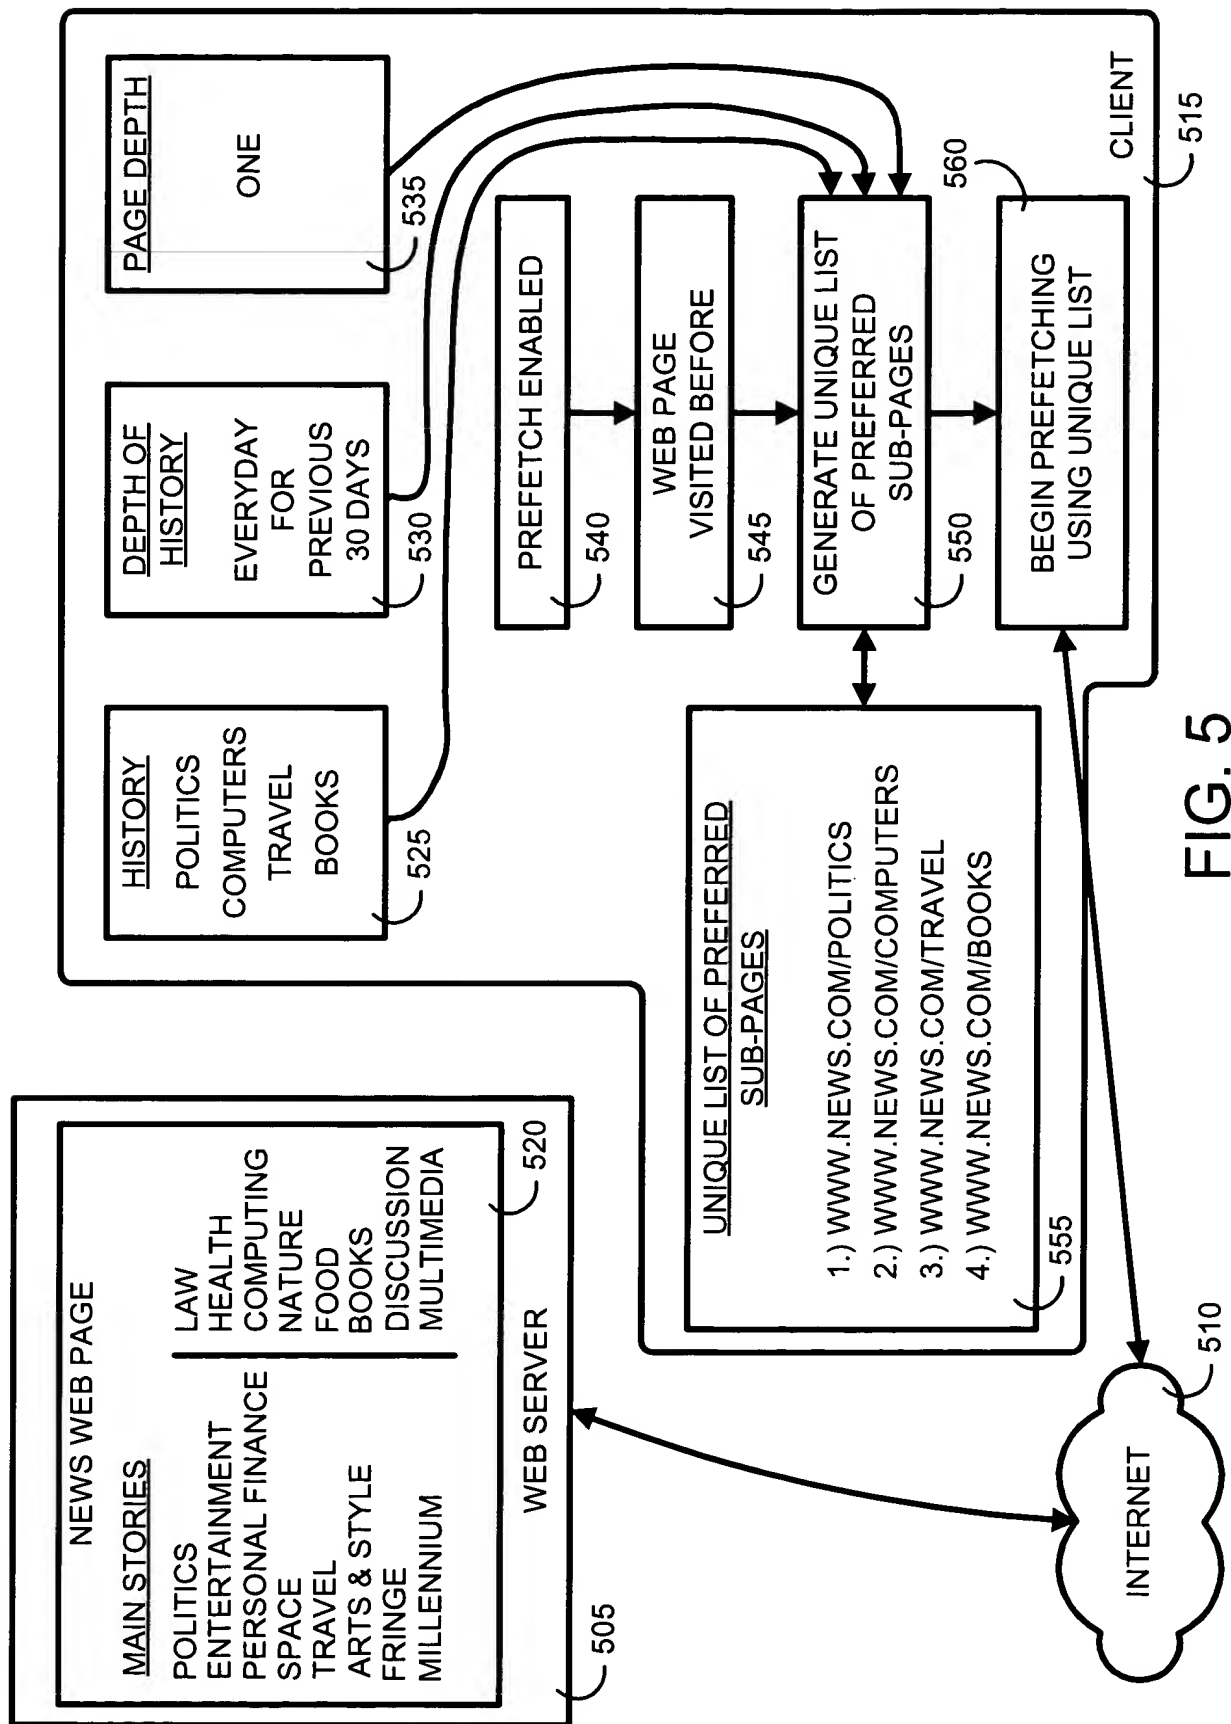 NEWS WEB PAGE
MAIN STORIES
POLITICS
ENTERTAINMENT
PERSONAL FINANCE
SPACE
TRAVEL
ARTS & STYLE
FRINGE
MILLENNIUM
LAW
HEALTH
COMPUTING
NATURE
FOOD
BOOKS
DISCUSSION
MULTIMEDIA
520
WEB SERVER
505
HISTORY
POLITICS
COMPUTERS
TRAVEL
BOOKS
525
DEPTH OF
HISTORY
EVERYDAY
FOR
PREVIOUS
30 DAYS
530
PAGE DEPTH
ONE
535
PREFETCH ENABLED
540
WEB PAGE
VISITED BEFORE
545
GENERATE UNIQUE LIST
OF PREFERRED
SUB-PAGES
550
BEGIN PREFETCHING
USING UNIQUE LIST
560
UNIQUE LIST OF PREFERRED
SUB-PAGES
1.) WWW.NEWS.COM/POLITICS
2.) WWW.NEWS.COM/COMPUTERS
3.) WWW.NEWS.COM/TRAVEL
4.) WWW.NEWS.COM/BOOKS
555
CLIENT
515
INTERNET
510
FIG. 5